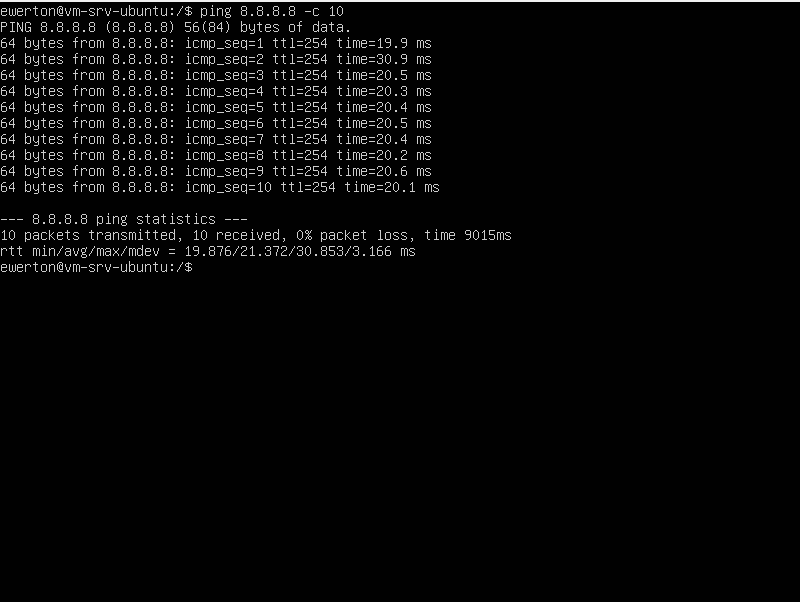 ewerton@vm-srv-ubuntu:/$ ping 8.8.8.8 -c 10
PING 8.8.8.8 (8.8.8.8) 56(84) bytes of data.
64 bytes from 8.8.8.8: icmp_seq=1 ttl=254 time=19.9 ms
64 bytes from 8.8.8.8: icmp_seq=2 ttl=254 time=30.9 ms
64 bytes from 8.8.8.8: icmp_seq=3 ttl=254 time=20.5 ms
64 bytes from 8.8.8.8: icmp_seq=4 ttl=254 time=20.3 ms
64 bytes from 8.8.8.8: icmp_seq=5 ttl=254 time=20.4 ms
64 bytes from 8.8.8.8: icmp_seq=6 ttl=254 time=20.5 ms
64 bytes from 8.8.8.8: icmp_seq=7 ttl=254 time=20.4 ms
64 bytes from 8.8.8.8: icmp_seq=8 ttl=254 time=20.2 ms
64 bytes from 8.8.8.8: icmp_seq=9 ttl=254 time=20.6 ms
64 bytes from 8.8.8.8: icmp_seq=10 ttl=254 time=20.1 ms
--- 8.8.8.8 ping statistics ---
10 packets transmitted, 10 received, 0% packet loss, time 9015ms
rtt min/avg/max/mdev = 19.876/21.372/30.853/3.166 ms
ewerton@vm-srv-ubuntu:/$